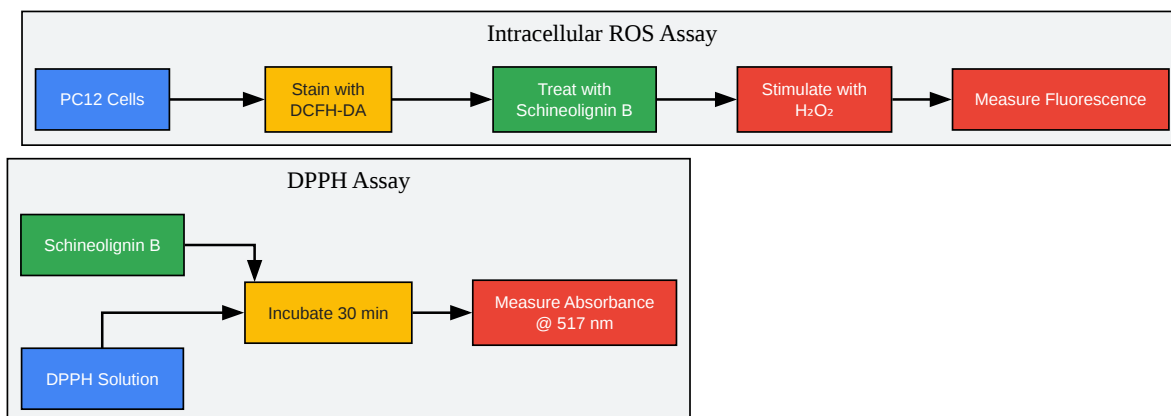 Intracellular ROS Assay
PC12 Cells
Stain with
DCFH-DA
Treat with
Schineolignin B
Stimulate with
H₂O₂
Measure Fluorescence
DPPH Assay
Schineolignin B
DPPH Solution
Incubate 30 min
Measure Absorbance
@ 517 nm